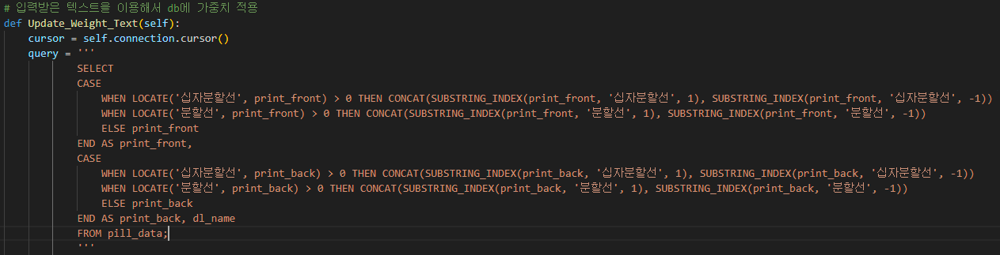 # 입력받은 텍스트을 이용해서 db에 가중치 적용
def Update_Weight_Text(self):
cursor = self.connection.cursor()
query = '''
SELECT
CASE
WHEN LOCATE('십자분할선', print_front) > 0 THEN CONCAT(SUBSTRING_INDEX(print_front, '십자분할선', 1), SUBSTRING_INDEX(print_front, '십자분할선', -1))
WHEN LOCATE('분할선', print_front) > 0 THEN CONCAT(SUBSTRING_INDEX(print_front, '분할선', 1), SUBSTRING_INDEX(print_front, '분할선', -1))
ELSE print_front
END AS print_front,
CASE
WHEN LOCATE('십자분할선', print_back) > 0 THEN CONCAT(SUBSTRING_INDEX(print_back, '십자분할선', 1), SUBSTRING_INDEX(print_back, '십자분할선', -1))
WHEN LOCATE('분할선', print_back) > 0 THEN CONCAT(SUBSTRING_INDEX(print_back, '분할선', 1), SUBSTRING_INDEX(print_back, '분할선', -1))
ELSE print_back
END AS print_back, dl_name
FROM pill_data;
'''